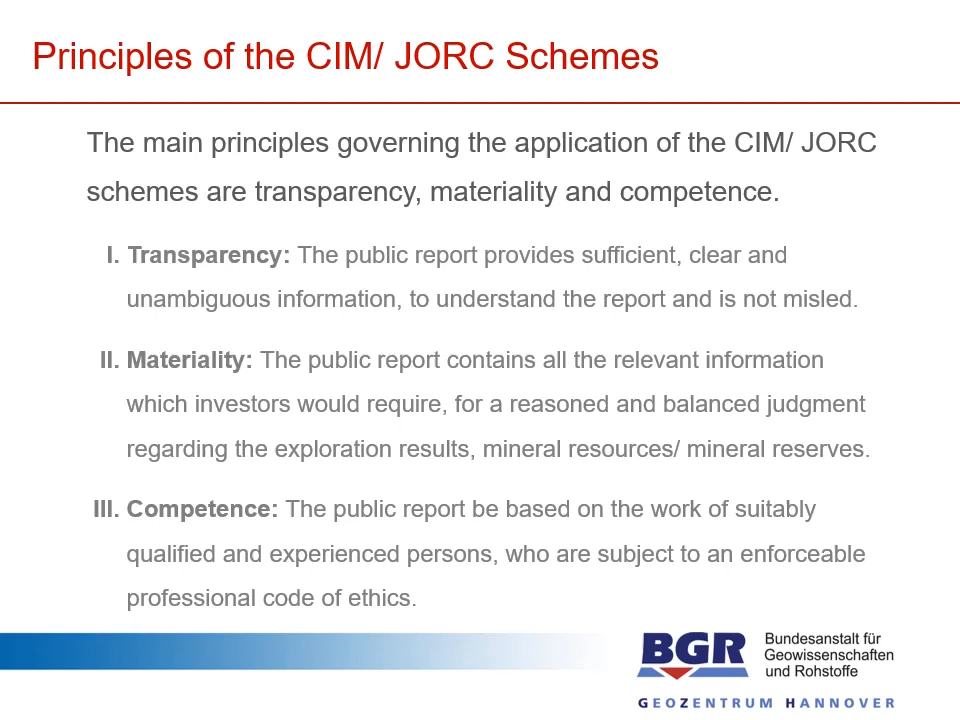 Principles of the CIM/ JORC Schemes
The main principles governing the application of the CIM/ JORC
schemes are transparency, materiality and competence.
I. Transparency: The public report provides sufficient, clear and
unambiguous information, to understand the report and is not misled.
II. Materiality: The public report contains all the relevant information
which investors would require, for a reasoned and balanced judgment
regarding the exploration results, mineral resources/ mineral reserves.
III. Competence: The public report be based on the work of suitably
qualified and experienced persons, who are subject to an enforceable
professional code of ethics.
BGR
Bundesanstalt für
Geowissenschaften
und Rohstoffe
GEOZENTRUM HANNOVER